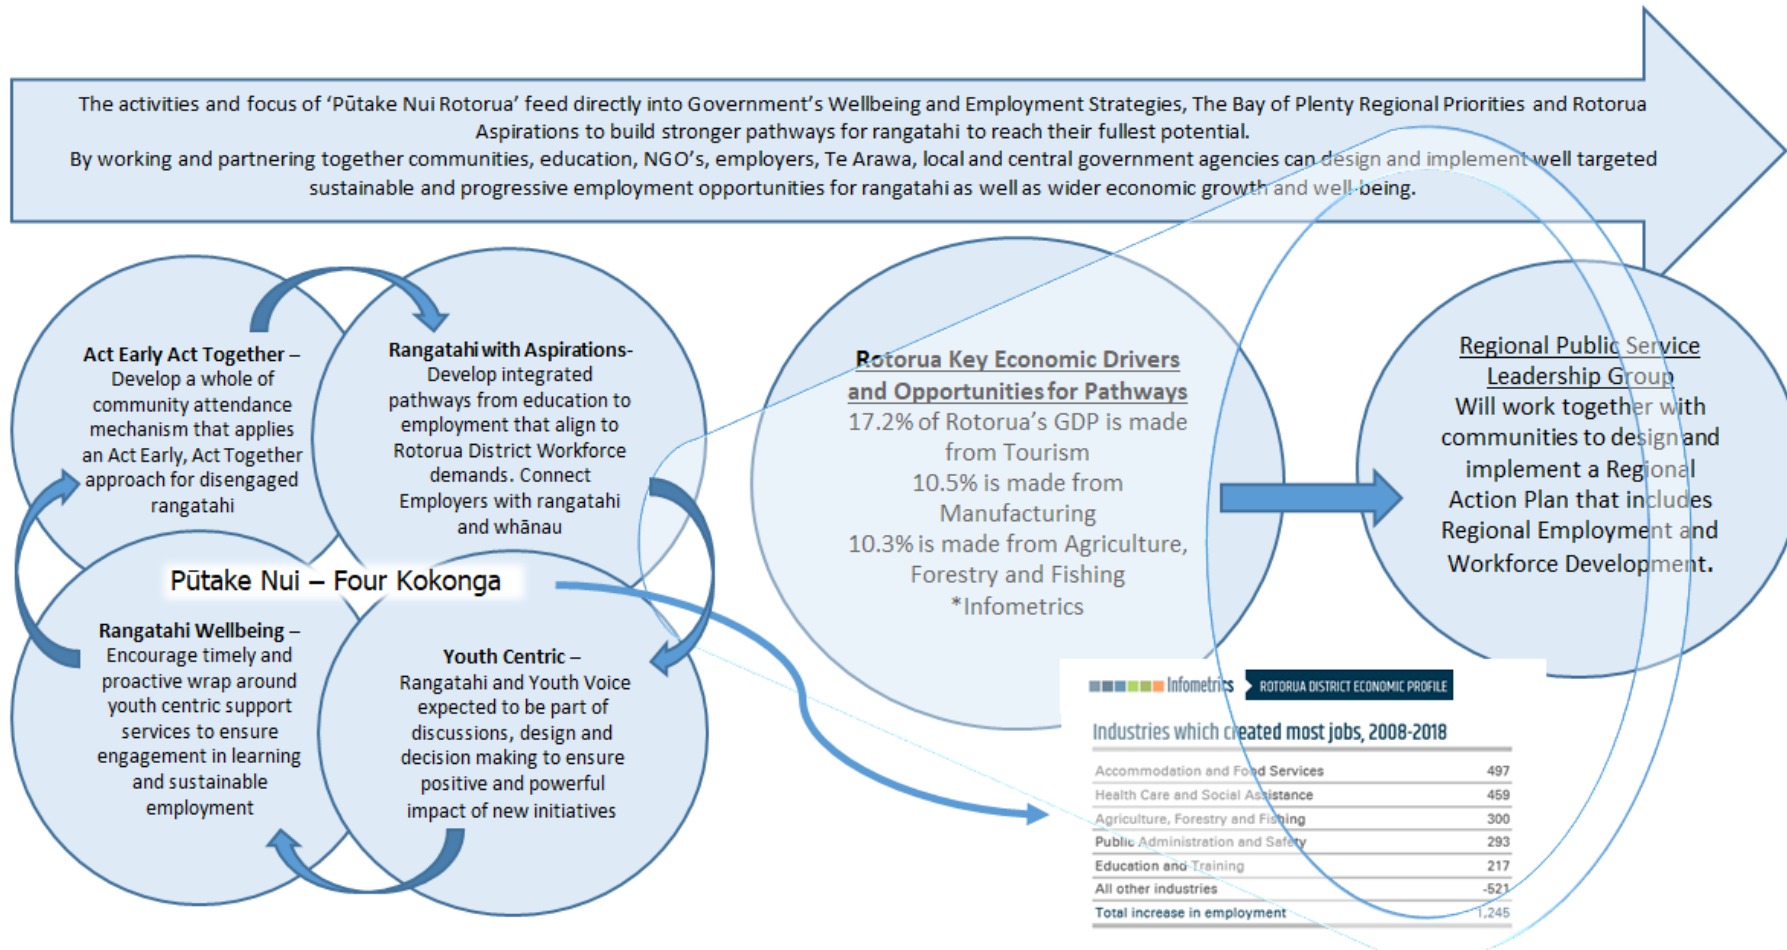 The activities and focus of ‘Pūtake Nui Rotorua’ feed directly into Government’s Wellbeing and Employment Strategies, The Bay of Plenty Regional Priorities and Rotorua
Aspirations to build stronger pathways for rangatahi to reach their fullest potential.
By working and partnering together communities, education, NGO’s, employers, Te Arawa, local and central government agencies can design and implement well targeted
sustainable and progressive employment opportunities for rangatahi as well as wider economic growth and well-being.
Act Early Act Together –
Develop a whole of
community attendance
mechanism that applies
an Act Early, Act Together
approach for disengaged
rangatahi
Rangatahi with Aspirations-
Develop integrated
pathways from education to
employment that align to
Rotorua District Workforce
demands. Connect
Employers with rangatahi
and whānau
Pūtake Nui – Four Kokonga
Rangatahi Wellbeing –
Encourage timely and
proactive wrap around
youth centric support
services to ensure
engagement in learning
and sustainable
employment
Youth Centric –
Rangatahi and Youth Voice
expected to be part of
discussions, design and
decision making to ensure
positive and powerful
impact of new initiatives
Rotorua Key Economic Drivers
and Opportunities for Pathways
17.2% of Rotorua’s GDP is made
from Tourism
10.5% is made from
Manufacturing
10.3% is made from Agriculture,
Forestry and Fishing
*Infometrics
Regional Public Service
Leadership Group
Will work together with
communities to design and
implement a Regional
Action Plan that includes
Regional Employment and
Workforce Development.
Infometrics ROTORUA DISTRICT ECONOMIC PROFILE
Industries which created most jobs, 2008-2018
Accommodation and Food Services 497
Health Care and Social Assistance 459
Agriculture, Forestry and Fishing 300
Public Administration and Safety 293
Education and Training 217
All other industries -521
Total increase in employment 1,245